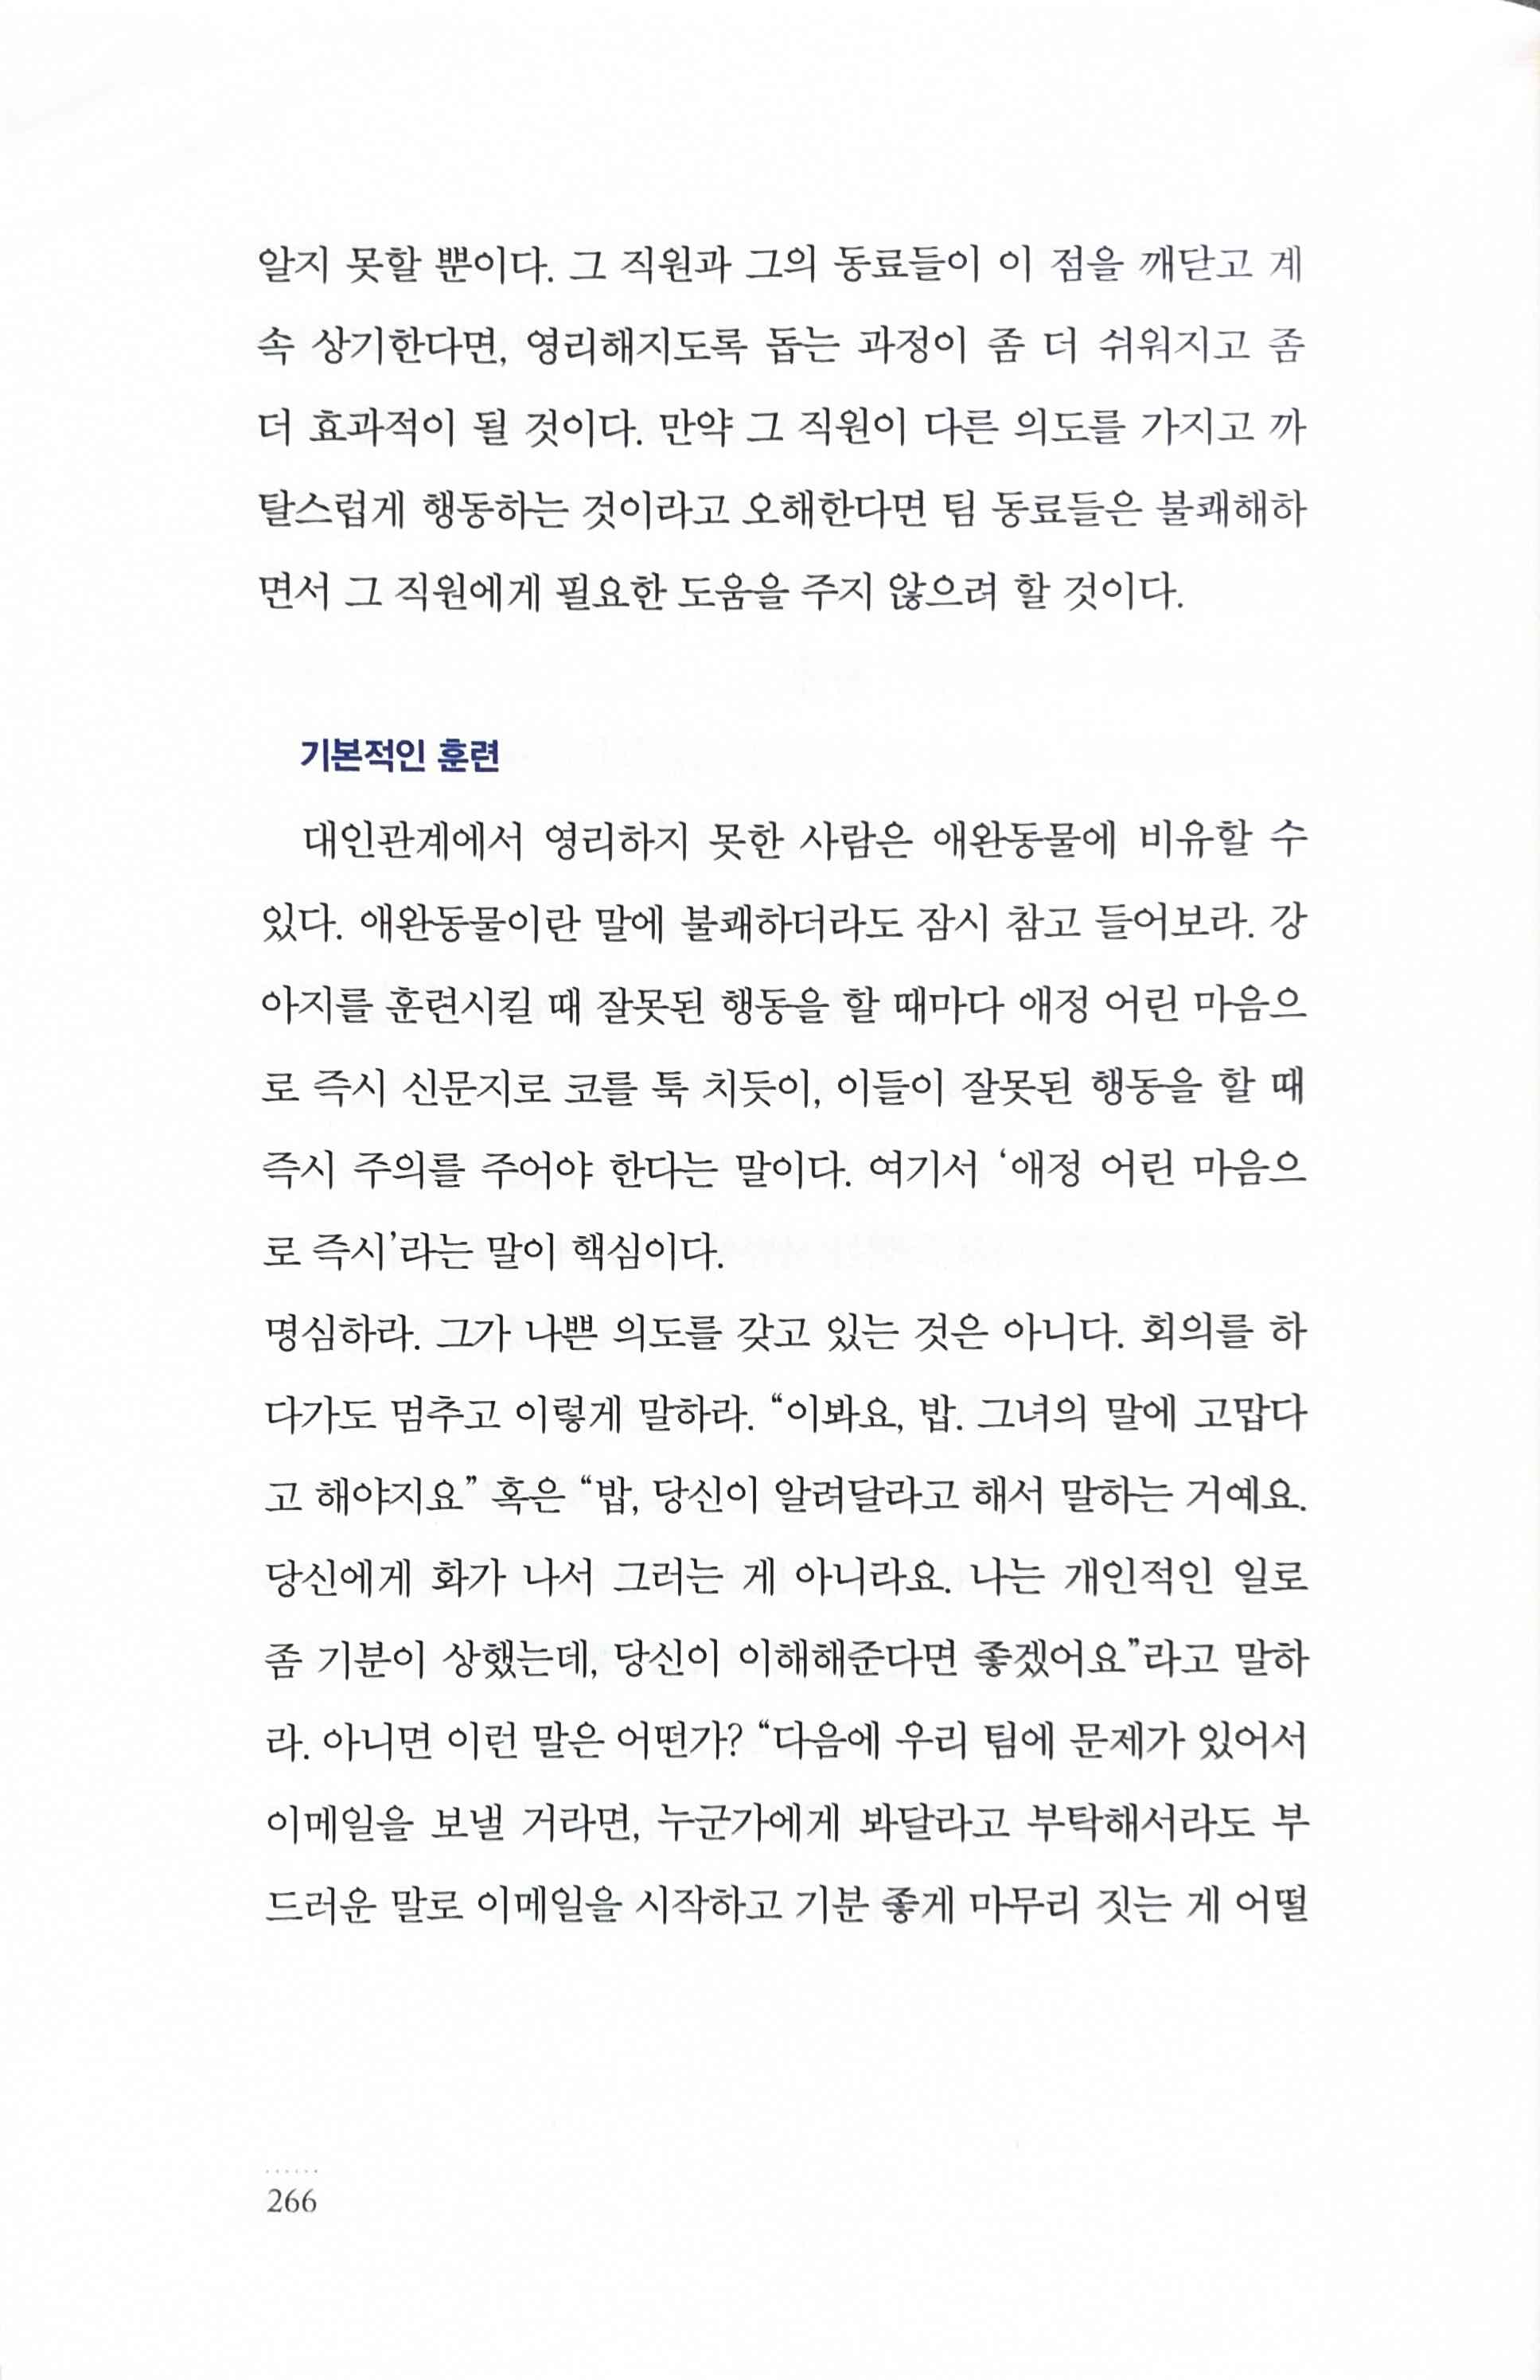 알지 못할 뿐이다. 그 직원과 그의 동료들이 이 점을 깨닫고 계
속 상기한다면, 영리해지도록 돕는 과정이 좀 더 쉬워지고 좀
더 효과적이 될 것이다. 만약 그 직원이 다른 의도를 가지고 까
탈스럽게 행동하는 것이라고 오해한다면 팀 동료들은 불쾌해하
면서 그 직원에게 필요한 도움을 주지 않으려 할 것이다.
기본적인 훈련
대인관계에서 영리하지 못한 사람은 애완동물에 비유할 수
있다. 애완동물이란 말에 불쾌하더라도 잠시 참고 들어보라. 강
아지를 훈련시킬 때 잘못된 행동을 할 때마다 애정 어린 마음으
로 즉시 신문지로 코를 툭 치듯이, 이들이 잘못된 행동을 할 때
즉시 주의를 주어야 한다는 말이다. 여기서 ‘애정 어린 마음으
로 즉시’라는 말이 핵심이다.
명심하라. 그가 나쁜 의도를 갖고 있는 것은 아니다. 회의를 하
다가도 멈추고 이렇게 말하라. “이봐요, 밥. 그녀의 말에 고맙다
고 해야지요” 혹은 “밥, 당신이 알려달라고 해서 말하는 거예요.
당신에게 화가 나서 그러는 게 아니라요. 나는 개인적인 일로
좀 기분이 상했는데, 당신이 이해해준다면 좋겠어요”라고 말하
라. 아니면 이런 말은 어떤가? “다음에 우리 팀에 문제가 있어서
이메일을 보낼 거라면, 누군가에게 봐달라고 부탁해서라도 부
드러운 말로 이메일을 시작하고 기분 좋게 마무리 짓는 게 어떨
266